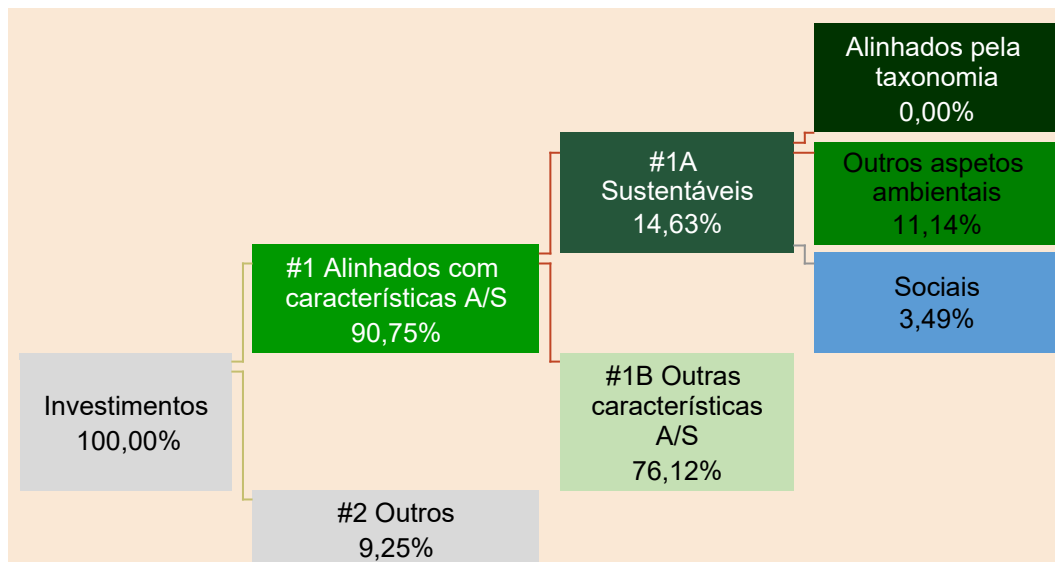 Investimentos
100,00%
#1 Alinhados com
características A/S
90,75%
#2 Outros
9,25%
#1A
Sustentáveis
14,63%
#1B Outras
características
A/S
76,12%
Alinhados pela
taxonomia
0,00%
Outros aspetos
ambientais
11,14%
Sociais
3,49%